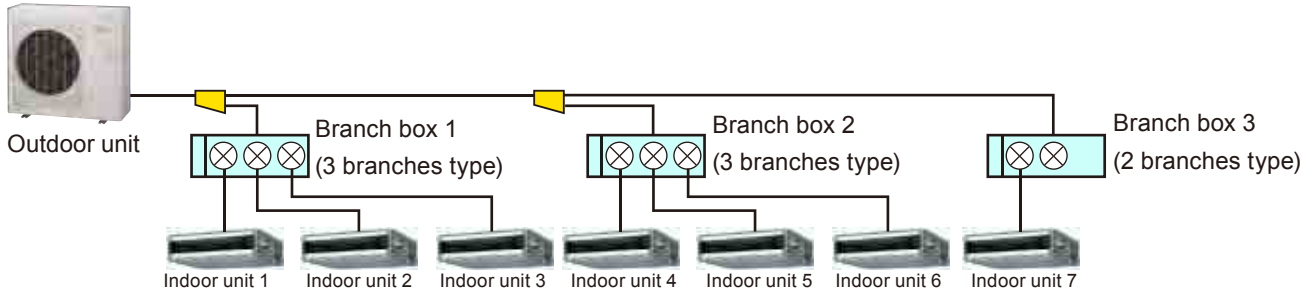 Outdoor unit
Branch box 1
(3 branches type)
Branch box 2
(3 branches type)
Branch box 3
(2 branches type)
Indoor unit 1
Indoor unit 2
Indoor unit 3
Indoor unit 4
Indoor unit 5
Indoor unit 6
Indoor unit 7